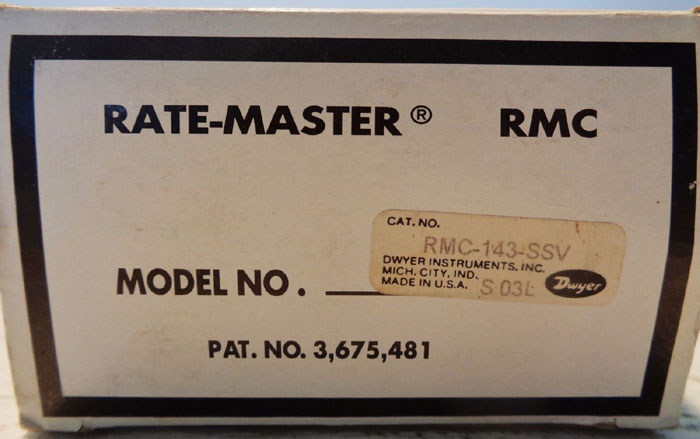 RATE-MASTER® RMC
CAT. NO.
RMC-143-SSV
DWYER INSTRUMENTS, INC.
MICH. CITY, IND.
MADE IN U.S.A. S 03L Dwyer
MODEL NO.
PAT. NO. 3,675,481